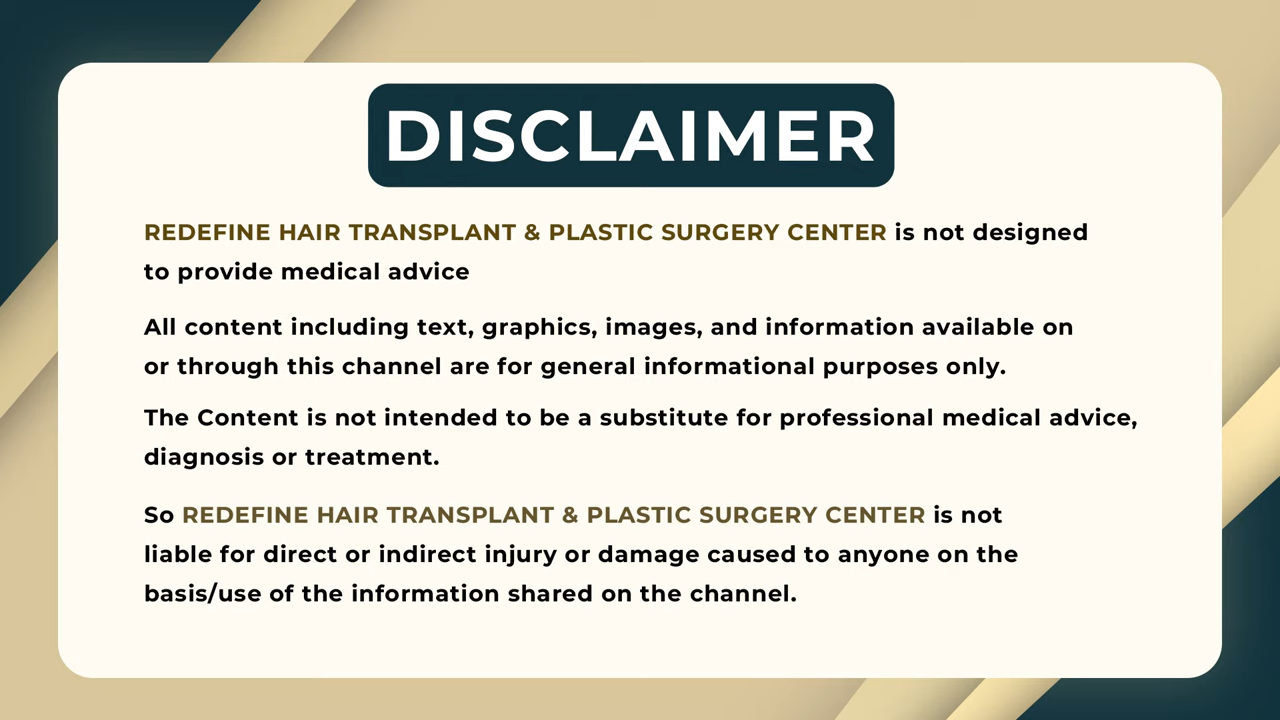 DISCLAIMER
REDEFINE HAIR TRANSPLANT & PLASTIC SURGERY CENTER is not designed
to provide medical advice
All content including text, graphics, images, and information available on
or through this channel are for general informational purposes only.
The Content is not intended to be a substitute for professional medical advice,
diagnosis or treatment.
So REDEFINE HAIR TRANSPLANT & PLASTIC SURGERY CENTER is not
liable for direct or indirect injury or damage caused to anyone on the
basis/use of the information shared on the channel.